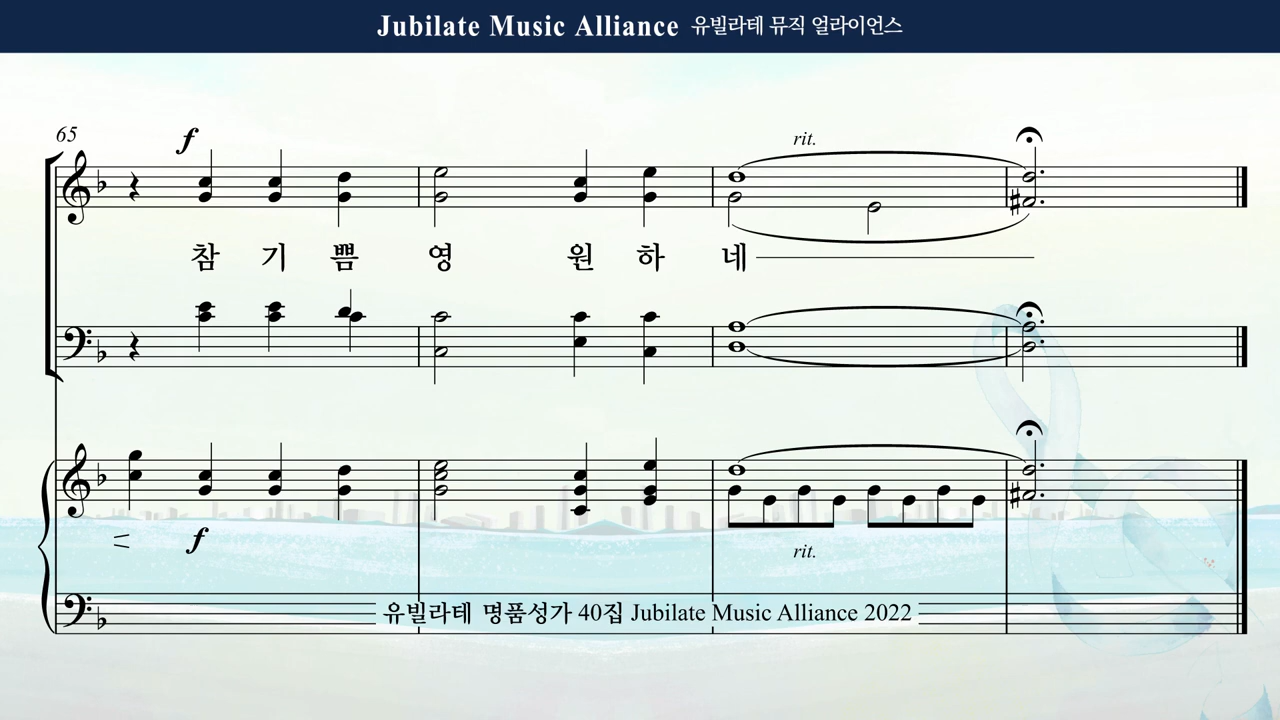 Jubilate Music Alliance 유빌라테 뮤직 얼라이언스
65
f
rit.
참 기 쁨 영 원 하 네
f
rit.
유빌라테 명품성가 40집 Jubilate Music Alliance 2022